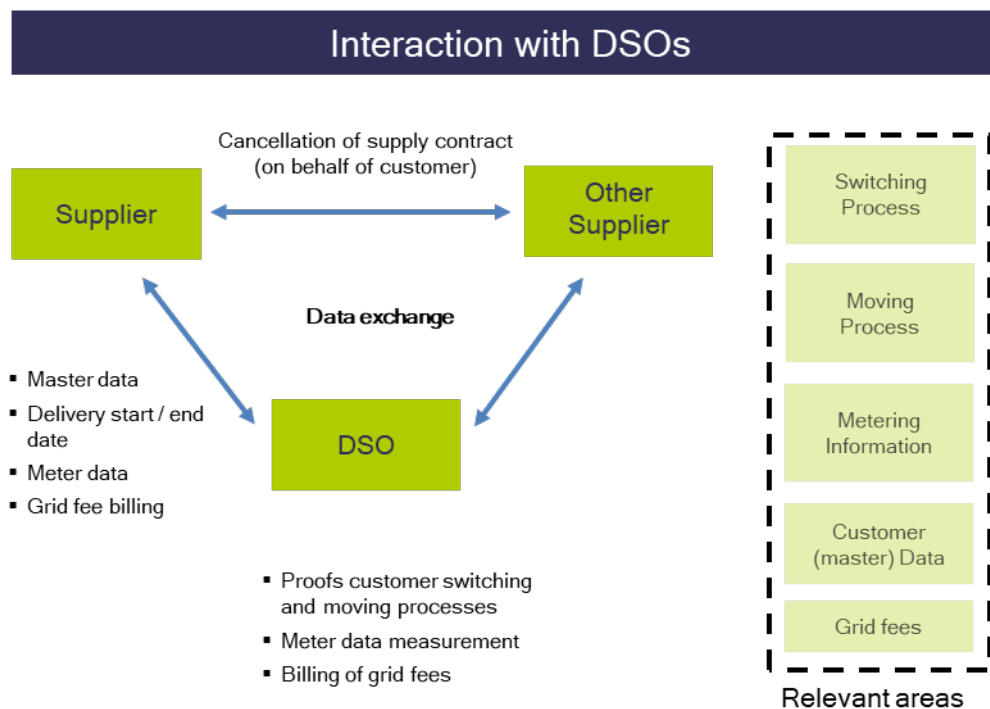 Interaction with DSOs
Cancellation of supply contract
(on behalf of customer)
Supplier
Other
Supplier
Data exchange
▪ Master data
▪ Delivery start / end
date
▪ Meter data
▪ Grid fee billing
DSO
▪ Proofs customer switching
and moving processes
▪ Meter data measurement
▪ Billing of grid fees
Switching
Process
Moving
Process
Metering
Information
Customer
(master) Data
Grid fees
Relevant areas